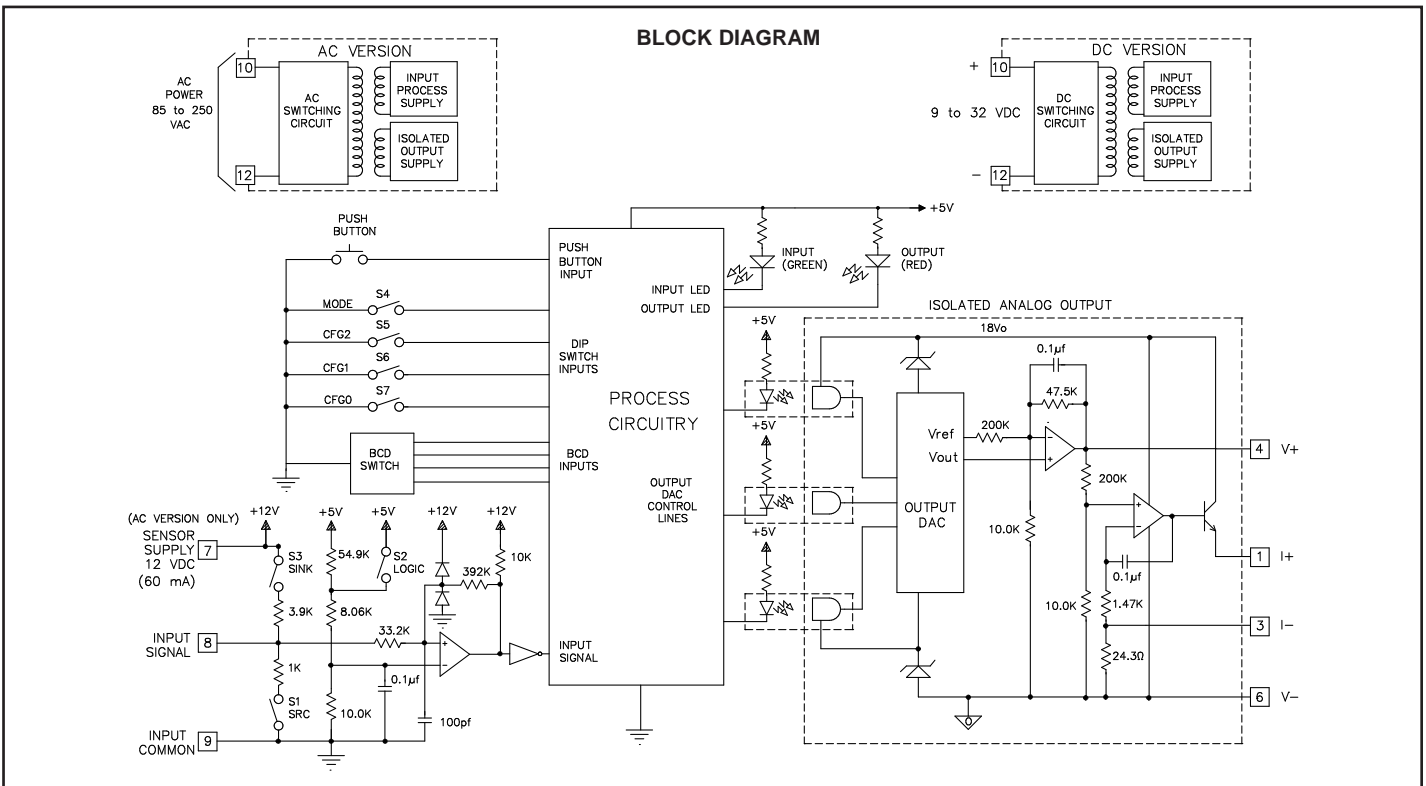 BLOCK DIAGRAM
AC VERSION
10
AC
POWER
85 to 250
VAC
12
AC
SWITCHING
CIRCUIT
INPUT
PROCESS
SUPPLY
ISOLATED
OUTPUT
SUPPLY
DC VERSION
+ 10
9 to 32 VDC
- 12
DC
SWITCHING
CIRCUIT
INPUT
PROCESS
SUPPLY
ISOLATED
OUTPUT
SUPPLY
PUSH
BUTTON
MODE S4
CFG2 S5
CFG1 S6
CFG0 S7
BCD
SWITCH
PUSH
BUTTON
INPUT
DIP
SWITCH
INPUTS
BCD
INPUTS
INPUT
SIGNAL
PROCESS
CIRCUITRY
INPUT LED
OUTPUT LED
OUTPUT
DAC
CONTROL
LINES
+5V
INPUT
(GREEN)
OUTPUT
(RED)
+5V
+5V
+5V
ISOLATED ANALOG OUTPUT
18Vo
0.1µf
47.5K
200K
Vref
Vout
OUTPUT
DAC
10.0K
200K
10.0K
0.1µf
1.47K
24.3Ω
0
4 V+
1 I+
3 I-
6 V-
(AC VERSION ONLY)
SENSOR
SUPPLY
12 VDC
(60 mA)
7
+12V
+5V
+5V
+12V
+12V
S3
SINK
54.9K
S2
LOGIC
10K
392K
3.9K
8.06K
INPUT
SIGNAL
8
33.2K
+
-
1K
0.1µf
S1
SRC
10.0K
100pf
INPUT
COMMON
9